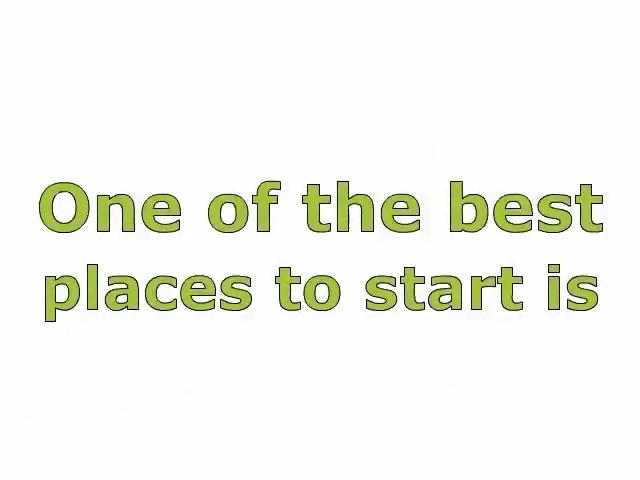 One of the best
places to start is